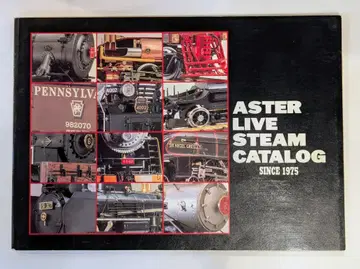 PENNSYLVA
982070
ASTER
LIVE
STEAM
CATALOG
SINCE 1975